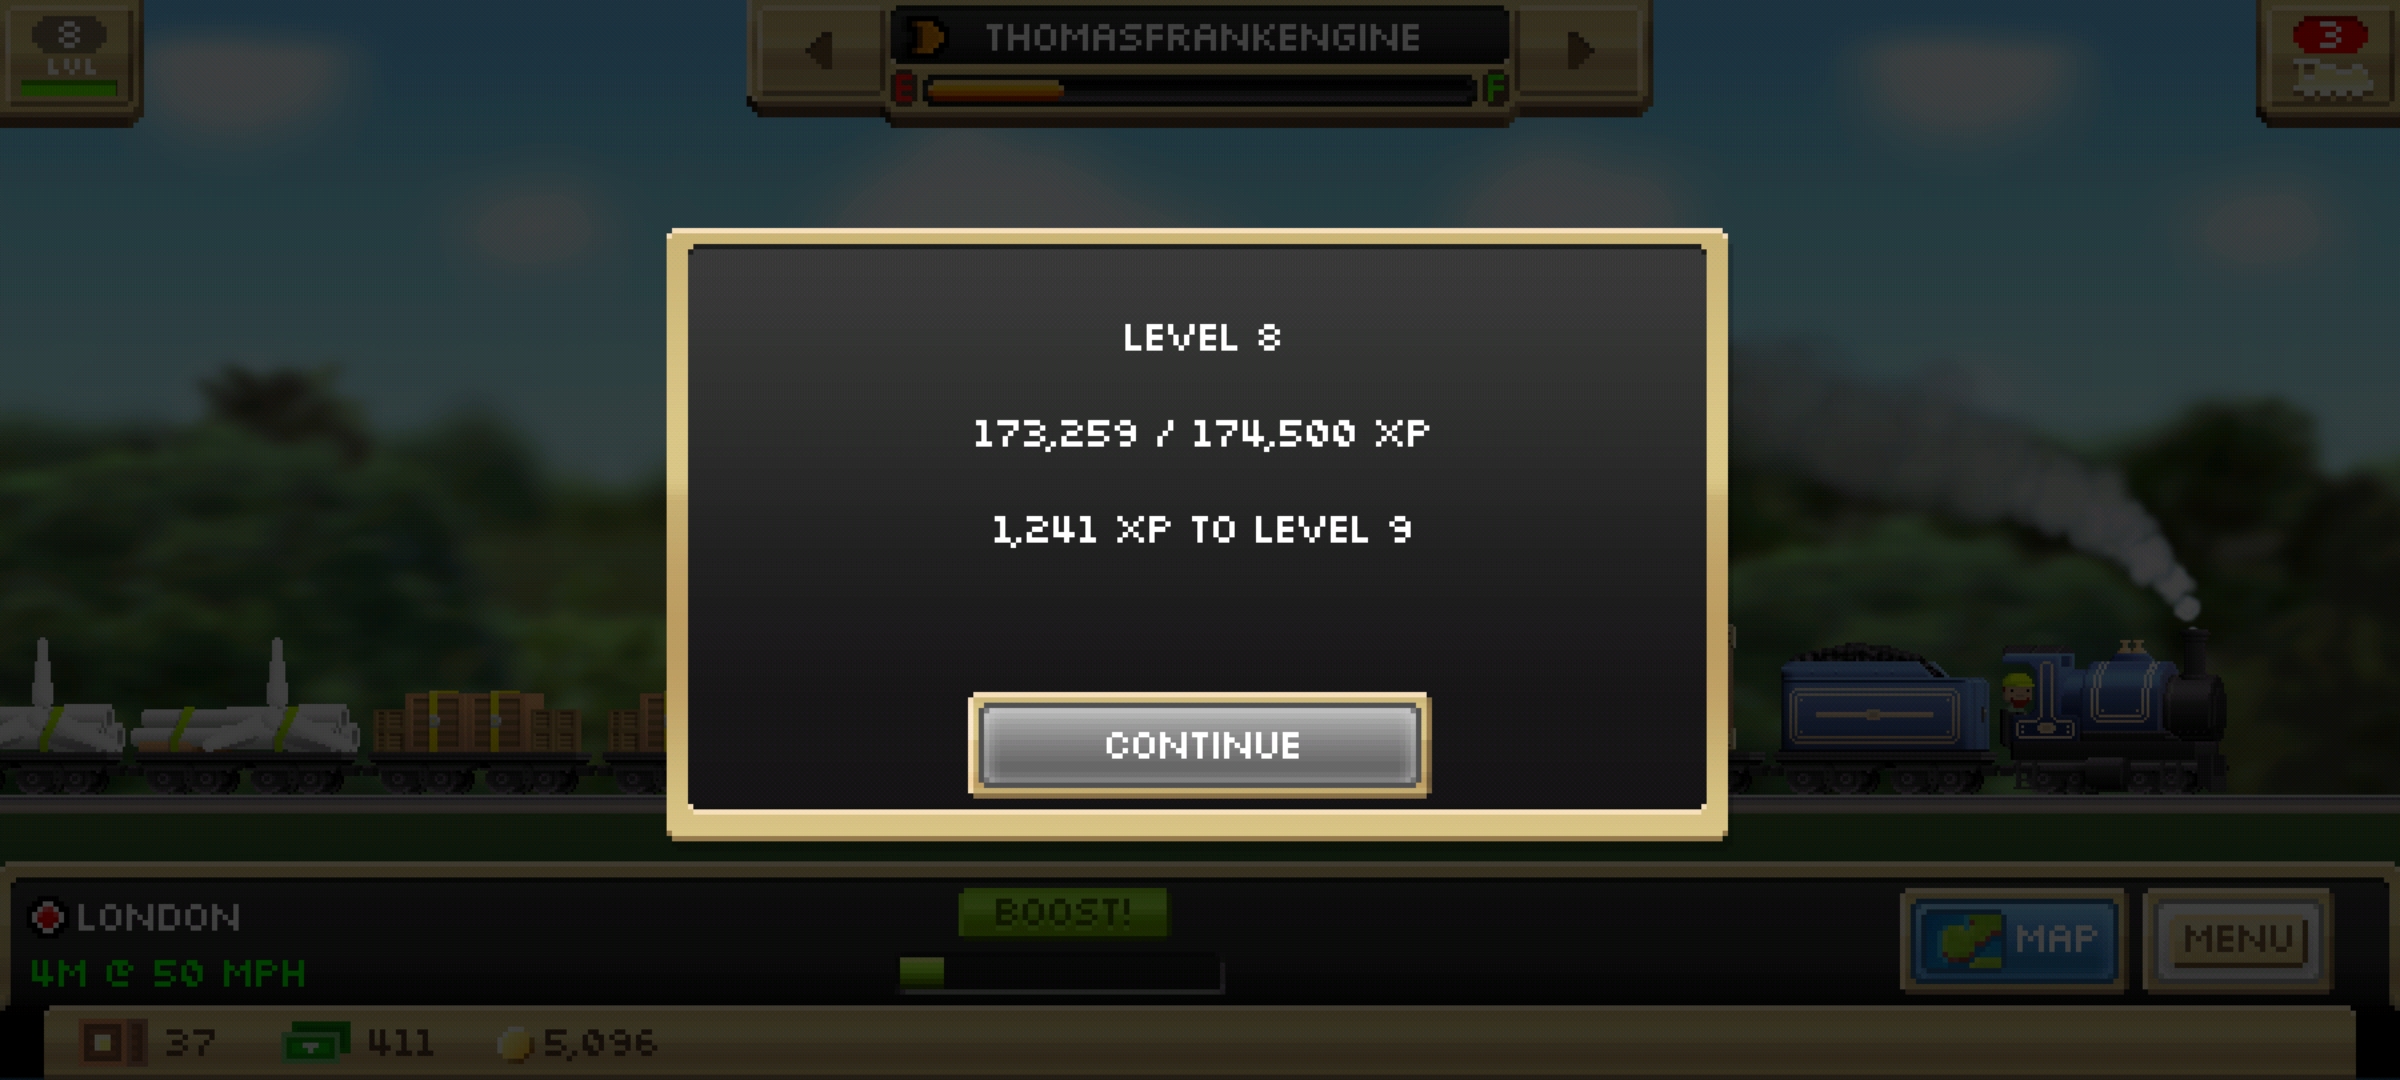 8
LVL
THOMASFRANKENGINE
E
F
3
LEVEL 8
173,259 / 174,500 XP
1,241 XP TO LEVEL 9
CONTINUE
LONDON
4M @ 50 MPH
BOOST!
MAP
MENU
37
411
5,096